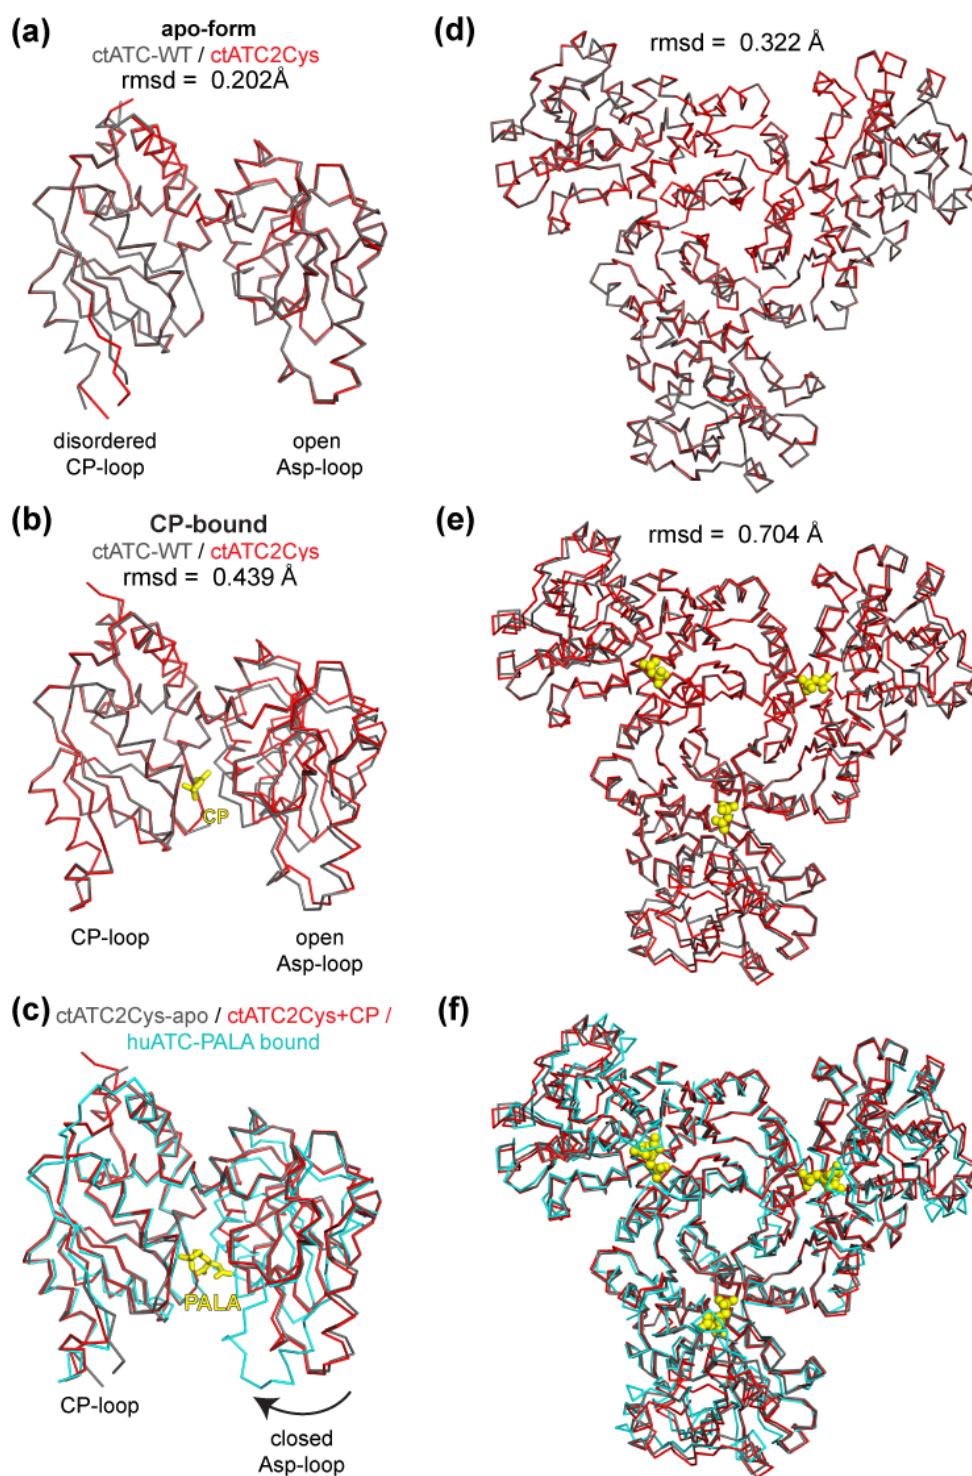 (a)
apo-form
ctATC-WT / ctATC2Cys
rmsd = 0.202Å
disordered
CP-loop
open
Asp-loop
(d)
rmsd = 0.322 Å
(b)
CP-bound
ctATC-WT / ctATC2Cys
rmsd = 0.439 Å
CP
CP-loop
open
Asp-loop
(e)
rmsd = 0.704 Å
(c)
ctATC2Cys-apo / ctATC2Cys+CP /
huATC-PALA bound
PALA
CP-loop
closed
Asp-loop
(f)